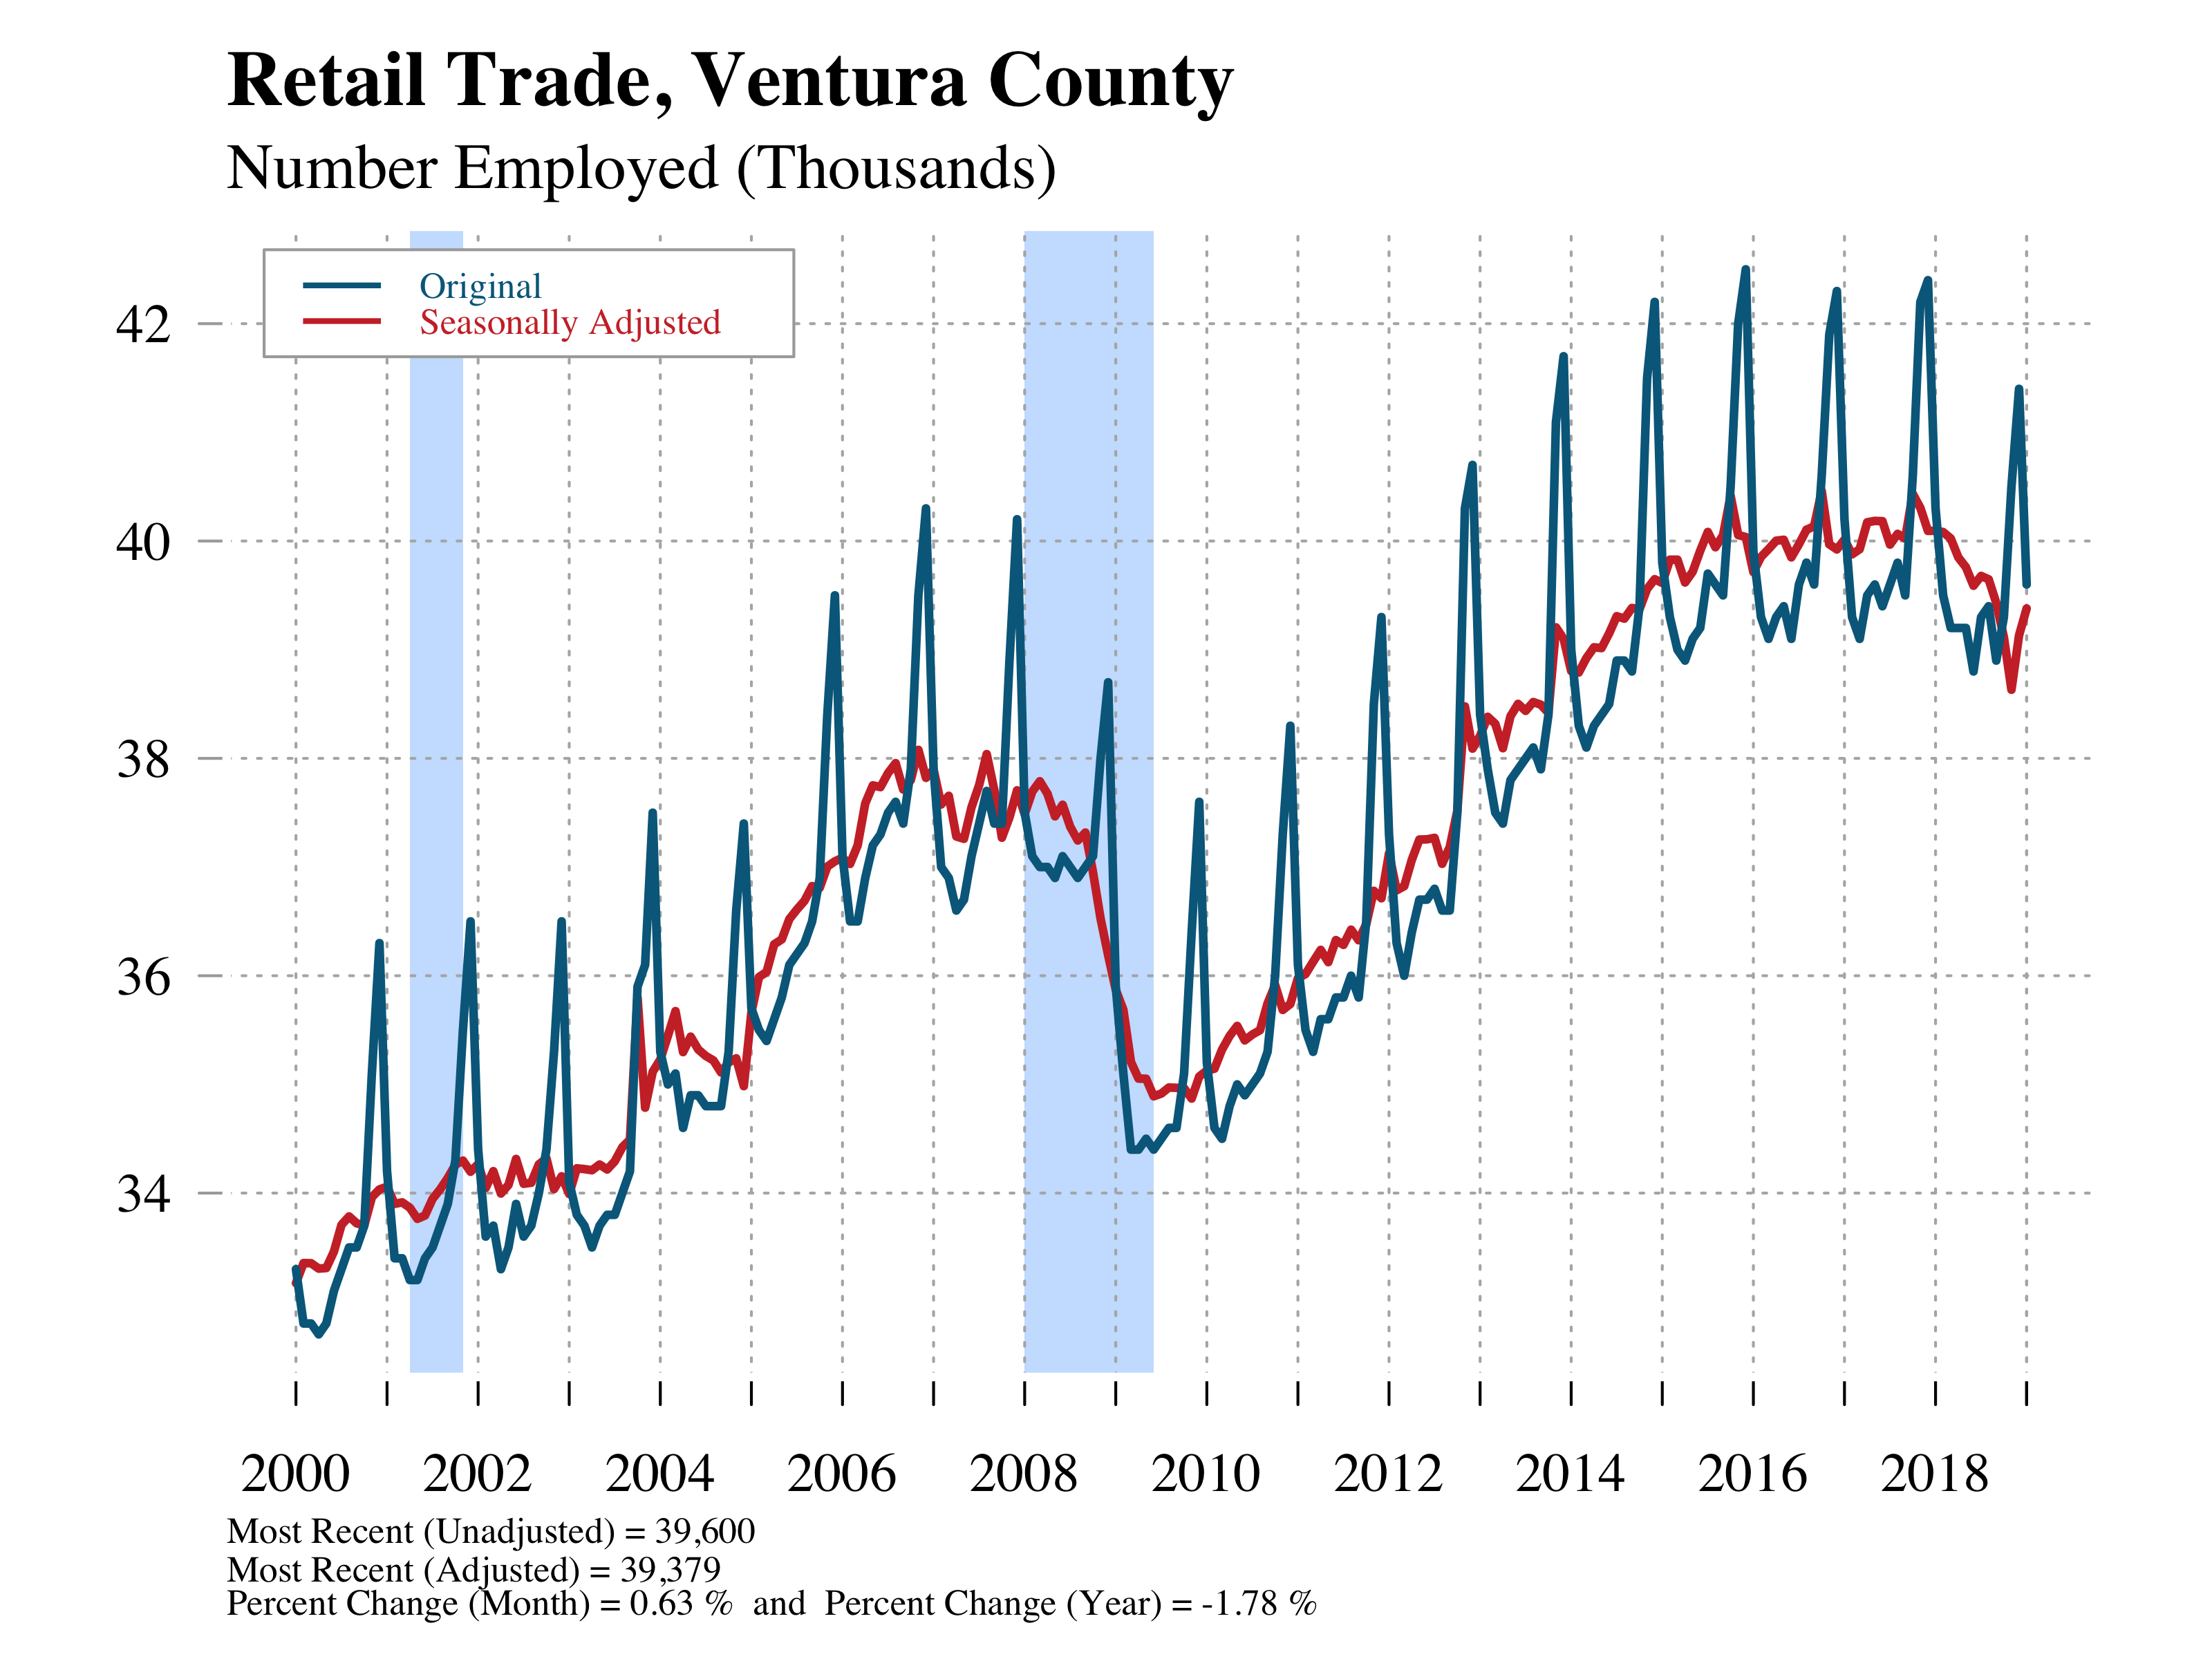 Retail Trade, Ventura County
Number Employed (Thousands)
Original
Seasonally Adjusted
42
40
38
36
34
2000 2002 2004 2006 2008 2010 2012 2014 2016 2018
Most Recent (Unadjusted) = 39,600
Most Recent (Adjusted) = 39,379
Percent Change (Month) = 0.63 % and Percent Change (Year) = -1.78 %